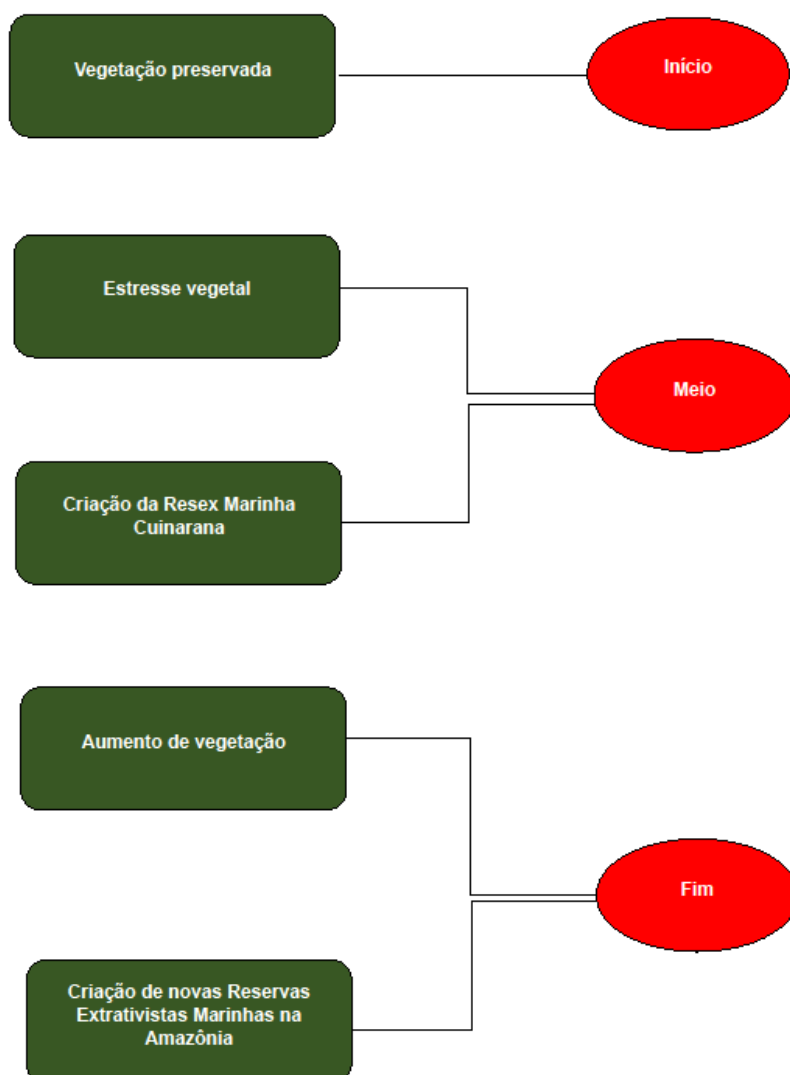 Vegetação preservada
Início
Estresse vegetal
Meio
Criação da Resex Marinha
Cuinarana
Aumento de vegetação
Fim
Criação de novas Reservas
Extrativistas Marinhas na
Amazônia